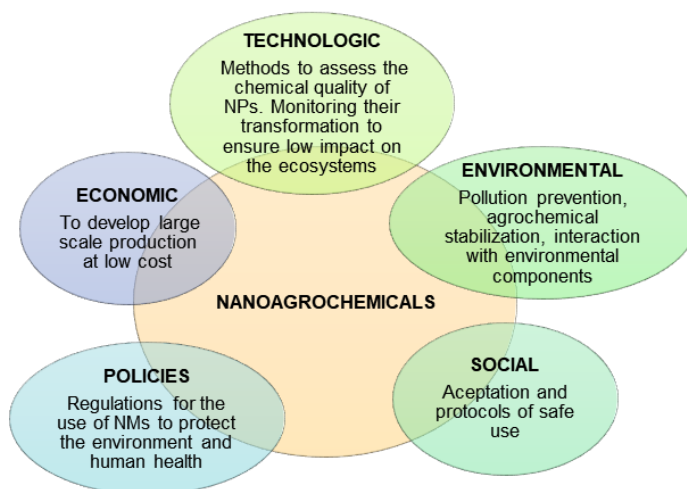 TECHNOLOGIC
Methods to assess the
chemical quality of
NPs. Monitoring their
transformation to
ensure low impact on
the ecosystems
ENVIRONMENTAL
Pollution prevention,
agrochemical
stabilization, interaction
with environmental
components
ECONOMIC
To develop large
scale production
at low cost
NANOAGROCHEMICALS
SOCIAL
Aceptation and
protocols of safe
use
POLICIES
Regulations for the
use of NMs to protect
the environment and
human health